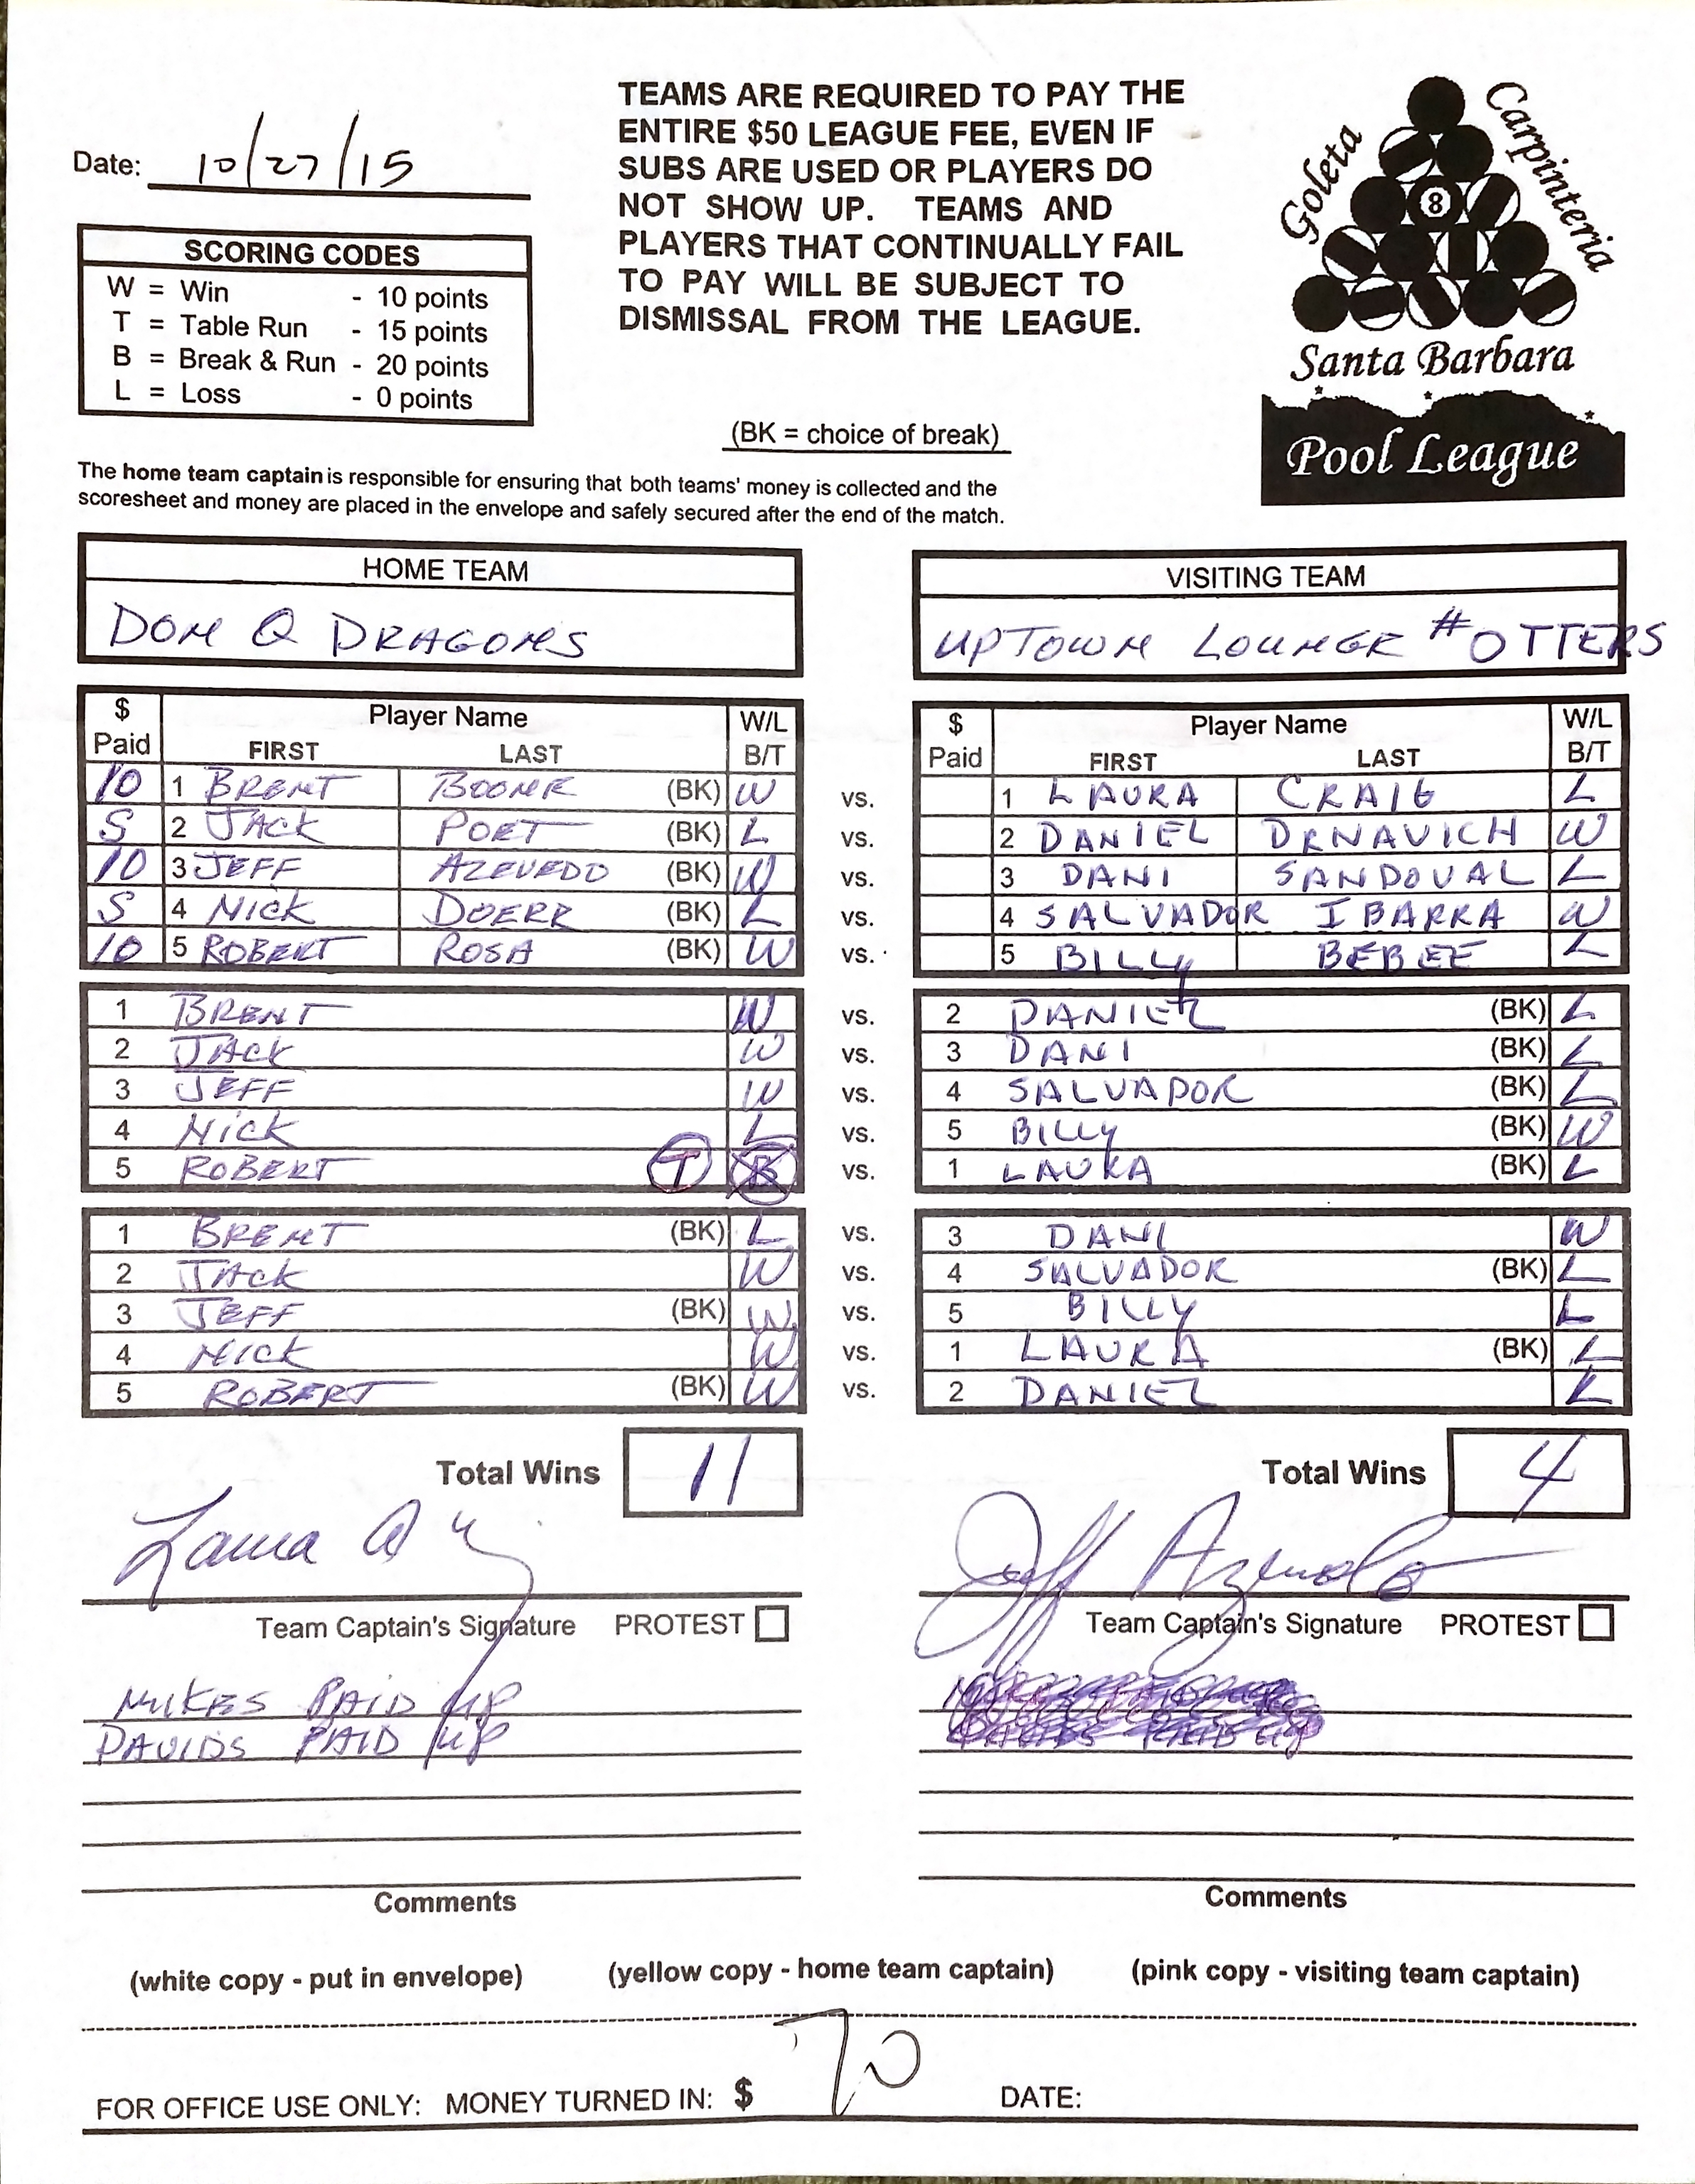 Date: 10/27/15
TEAMS ARE REQUIRED TO PAY THE
ENTIRE $50 LEAGUE FEE, EVEN IF
SUBS ARE USED OR PLAYERS DO
NOT SHOW UP. TEAMS AND
PLAYERS THAT CONTINUALLY FAIL
TO PAY WILL BE SUBJECT TO
DISMISSAL FROM THE LEAGUE.
Goleta
Carpinteria
8
Santa Barbara
Pool League
SCORING CODES
W = Win - 10 points
T = Table Run - 15 points
B = Break & Run - 20 points
L = Loss - 0 points
(BK = choice of break)
The home team captain is responsible for ensuring that both teams' money is collected and the
scoresheet and money are placed in the envelope and safely secured after the end of the match.
HOME TEAM
DON Q DRAGONS
VISITING TEAM
UPTOWN LOUNGE #OTTERS
$ Paid Player Name FIRST LAST W/L B/T
$ Paid Player Name FIRST LAST W/L B/T
10 1 BRENT BOONE (BK) W vs. 1 LAURA CRAIG L
S 2 JACK PORT (BK) L vs. 2 DANIEL DRNAVICH W
10 3 JEFF AZEVEDO (BK) W vs. 3 DANI SANDOVAL L
S 4 NICK DOERR (BK) L vs. 4 SALVADOR IBARRA W
10 5 ROBERT ROSA (BK) W vs. 5 BILLY BEBEE L
1 BRENT W vs. 2 DANIEL (BK) L
2 JACK W vs. 3 DANI (BK) L
3 JEFF W vs. 4 SALVADOR (BK) L
4 NICK L vs. 5 BILLY (BK) W
5 ROBERT T B vs. 1 LAURA (BK) L
1 BRENT (BK) L vs. 3 DANI W
2 JACK W vs. 4 SALVADOR (BK) L
3 JEFF (BK) W vs. 5 BILLY L
4 NICK W vs. 1 LAURA (BK) L
5 ROBERT (BK) W vs. 2 DANIEL L
Total Wins 11
Total Wins 4
Laura
Jeff Azevedo
Team Captain's Signature PROTEST
Team Captain's Signature PROTEST
MIKES PAID UP
DAVIDS PAID UP
Comments
Comments
(white copy - put in envelope) (yellow copy - home team captain) (pink copy - visiting team captain)
FOR OFFICE USE ONLY: MONEY TURNED IN: $ 70 DATE: